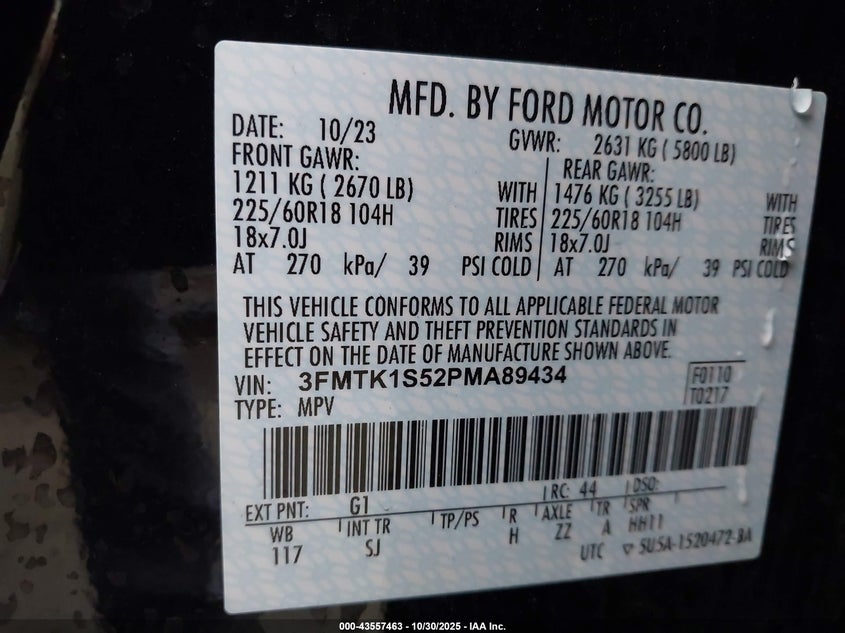 MFD. BY FORD MOTOR CO.
DATE: 10/23 GVWR: 2631 KG ( 5800 LB)
FRONT GAWR: REAR GAWR:
1211 KG ( 2670 LB) WITH 1476 KG ( 3255 LB) WITH
225/60R18 104H TIRES 225/60R18 104H TIRES
18x7.0J RIMS 18x7.0J RIMS
AT 270 kPa/ 39 PSI COLD AT 270 kPa/ 39 PSI COLD
THIS VEHICLE CONFORMS TO ALL APPLICABLE FEDERAL MOTOR
VEHICLE SAFETY AND THEFT PREVENTION STANDARDS IN
EFFECT ON THE DATE OF MANUFACTURE SHOWN ABOVE.
VIN: 3FMTK1S52PMA89434 F0110
TYPE: MPV T0217
EXT PNT: G1 RC: 44 DSO:
WB INT TR TP/PS R AXLE TR SPR
117 SJ H ZZ A HH11
UTC ▽ 5U5A-1520472-BA
000-43557463 - 10/30/2025 - IAA Inc.